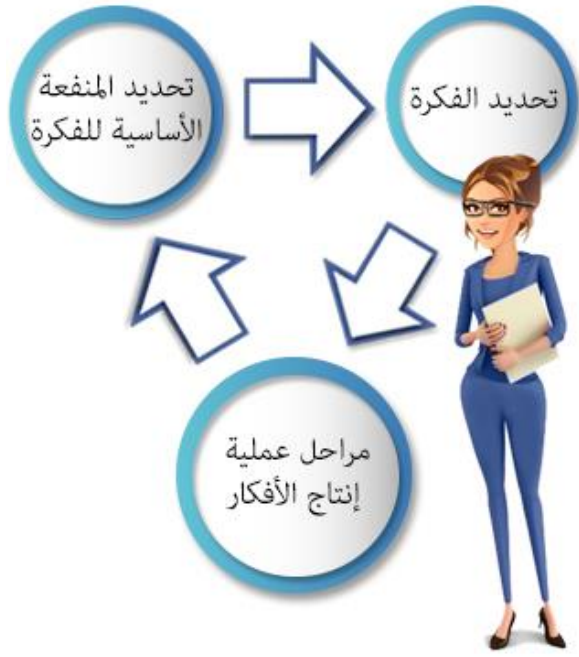 تحديد الفكرة
تحديد المنفعة
الأساسية للفكرة
مراحل عملية
إنتاج الأفكار